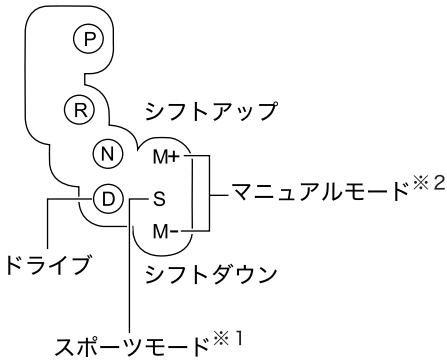 P
R
シフトアップ
N
M+
S
マニュアルモード※2
D
M-
ドライブ
シフトダウン
スポーツモード※1